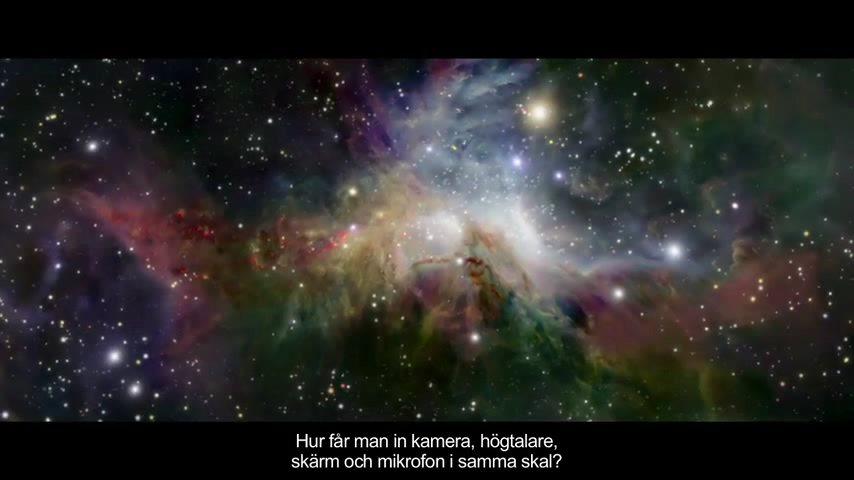 Hur får man in kamera, högtalare,
skärm och mikrofon i samma skal?